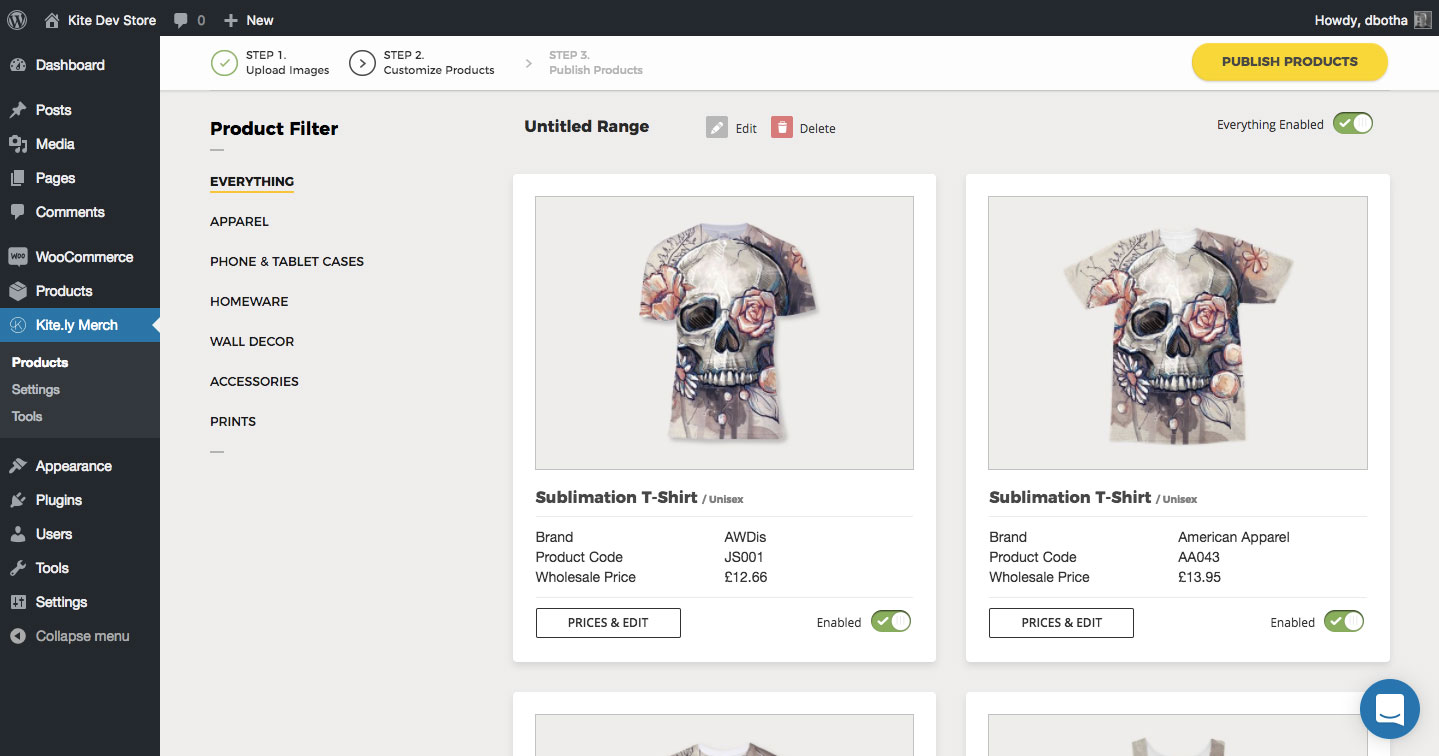 Kite Dev Store 0 New
Howdy, dbotha
Dashboard
Posts
Media
Pages
Comments
WOO WooCommerce
Products
K Kite.ly Merch
Products
Settings
Tools
Appearance
Plugins
Users
Tools
Settings
Collapse menu
STEP 1.
Upload Images
STEP 2.
Customize Products
STEP 3.
Publish Products
PUBLISH PRODUCTS
Product Filter
EVERYTHING
APPAREL
PHONE & TABLET CASES
HOMEWARE
WALL DECOR
ACCESSORIES
PRINTS
Untitled Range
Edit
Delete
Everything Enabled
Sublimation T-Shirt / Unisex
Brand AWDis
Product Code JS001
Wholesale Price £12.66
PRICES & EDIT
Enabled
Sublimation T-Shirt / Unisex
Brand American Apparel
Product Code AA043
Wholesale Price £13.95
PRICES & EDIT
Enabled